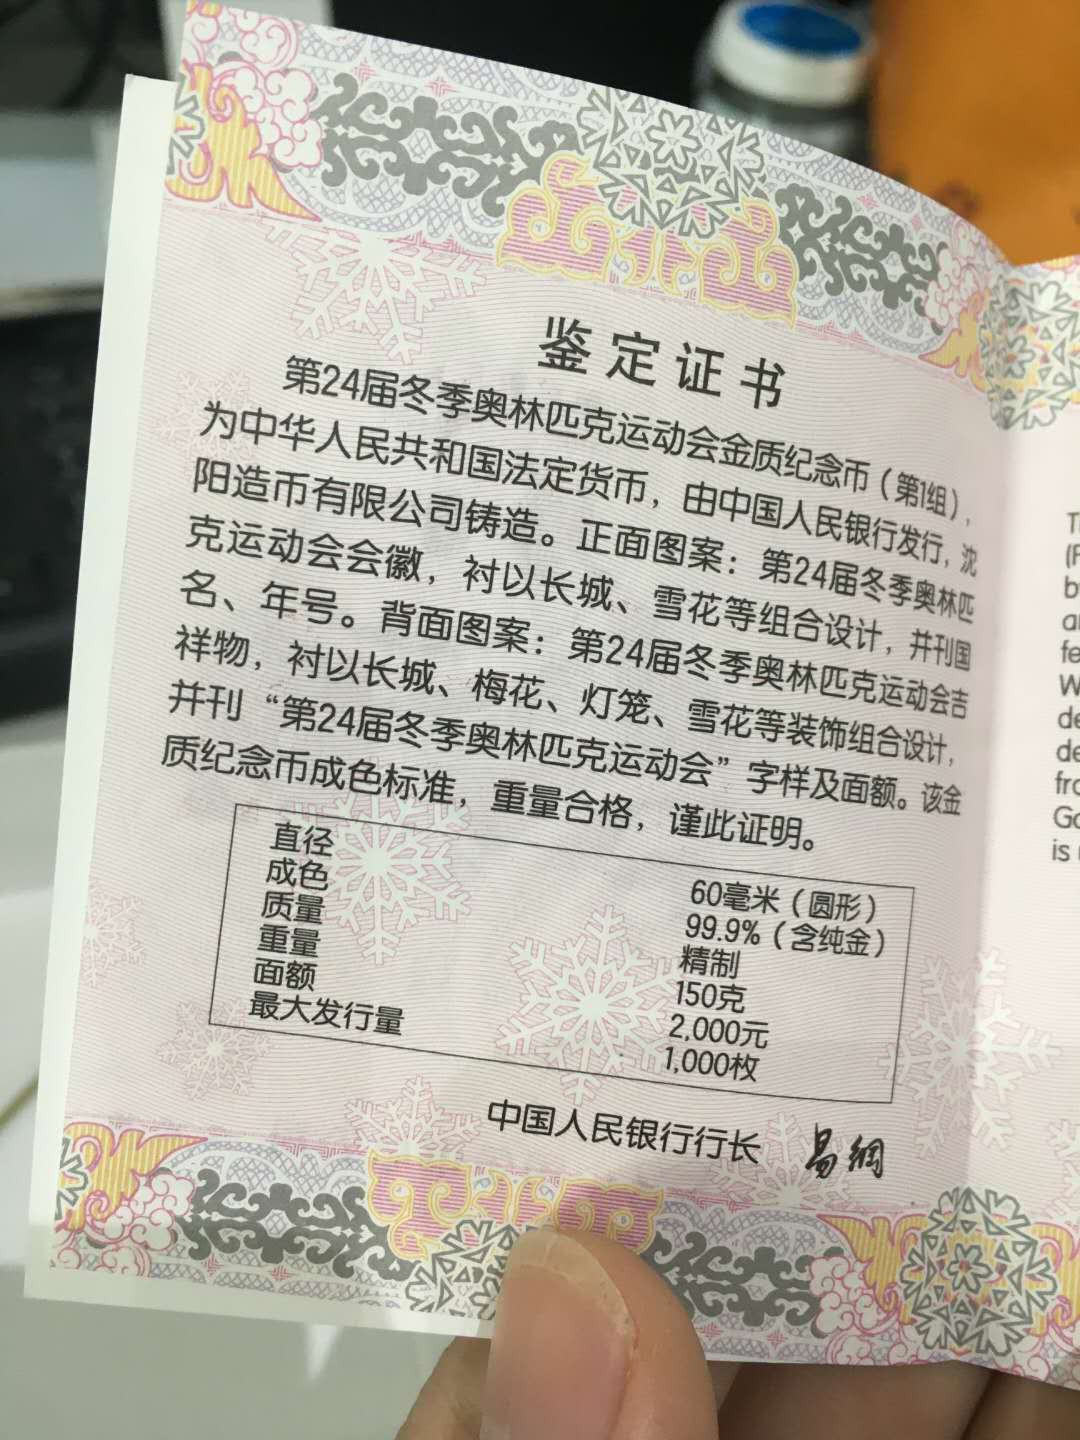 鉴定证书
第24届冬季奥林匹克运动会金质纪念币（第1组），
为中华人民共和国法定货币，由中国人民银行发行，沈
阳造币有限公司铸造。正面图案：第24届冬季奥林匹
克运动会会徽，衬以长城、雪花等组合设计，并刊国
名、年号。背面图案：第24届冬季奥林匹克运动会吉
祥物，衬以长城、梅花、灯笼、雪花等装饰组合设计，
并刊“第24届冬季奥林匹克运动会”字样及面额。该金
质纪念币成色标准，重量合格，谨此证明。
直径 60毫米（圆形）
成色 99.9%（含纯金）
质量 精制
重量 150克
面额 2,000元
最大发行量 1,000枚
中国人民银行行长 易纲